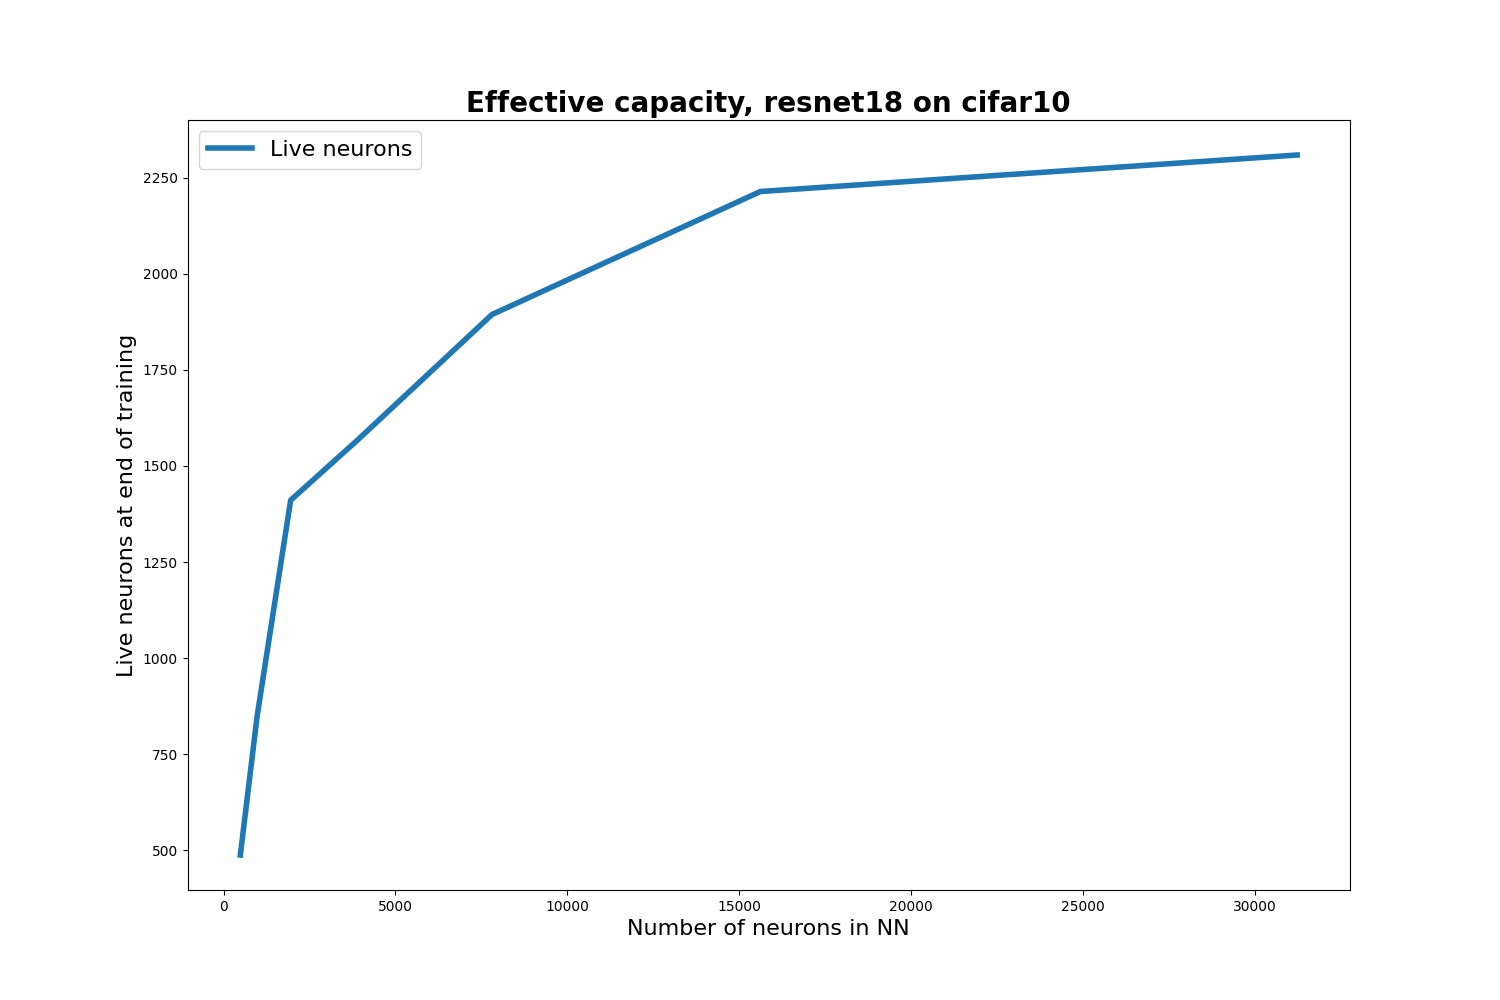 Effective capacity, resnet18 on cifar10
Live neurons
Live neurons at end of training
2250
2000
1750
1500
1250
1000
750
500
0 5000 10000 15000 20000 25000 30000
Number of neurons in NN